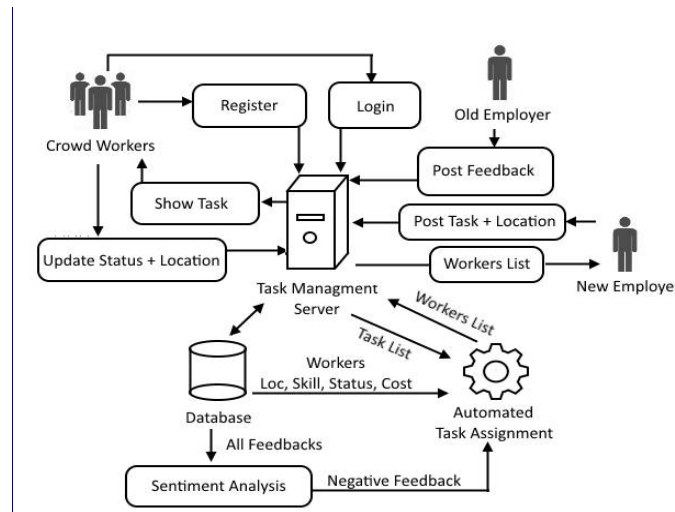 Register
Login
Old Employer
Crowd Workers
Post Feedback
Show Task
Post Task + Location
Update Status + Location
Workers List
New Employe
Task Managment
Server
Workers List
Task List
Workers
Loc, Skill, Status, Cost
Database
Automated
Task Assignment
All Feedbacks
Sentiment Analysis
Negative Feedback